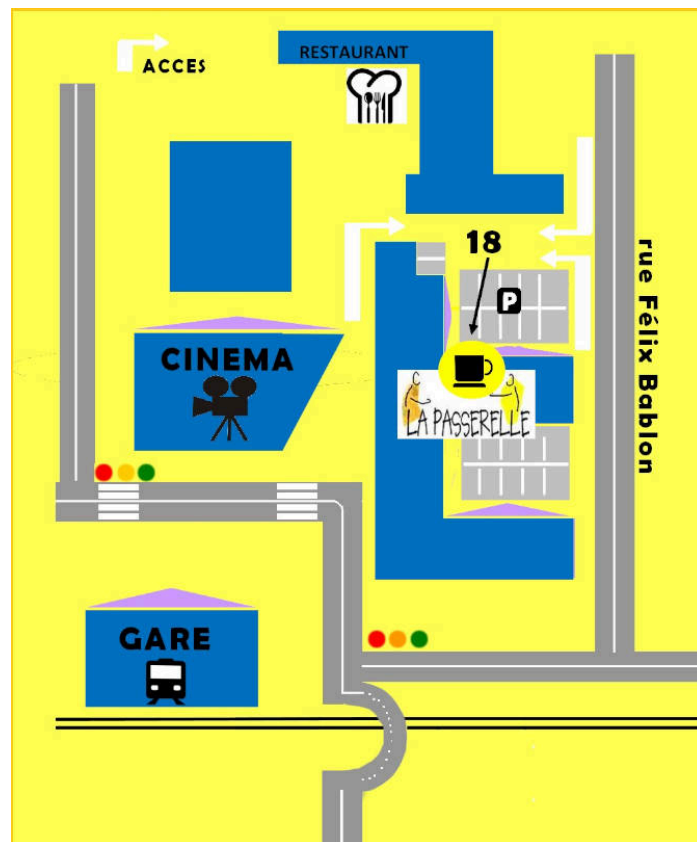 RESTAURANT
ACCES
18
P
rue Félix Bablon
CINEMA
LA PASSERELLE
GARE